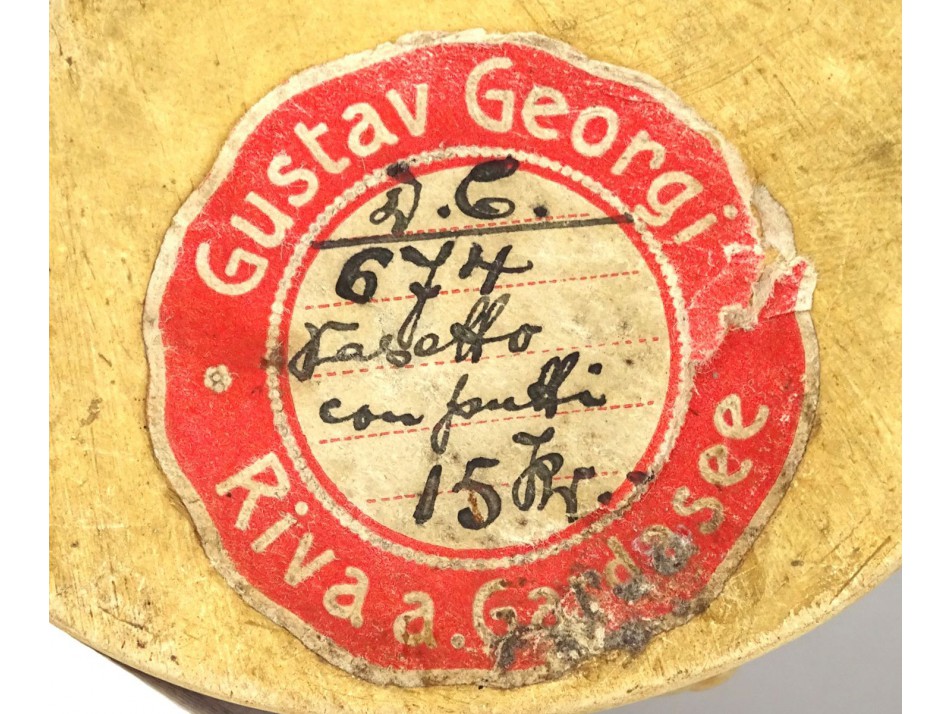 Gustav Georgi
D.C.
674
Vasetto
con putti
15 Kr.
Riva a. Gardasee